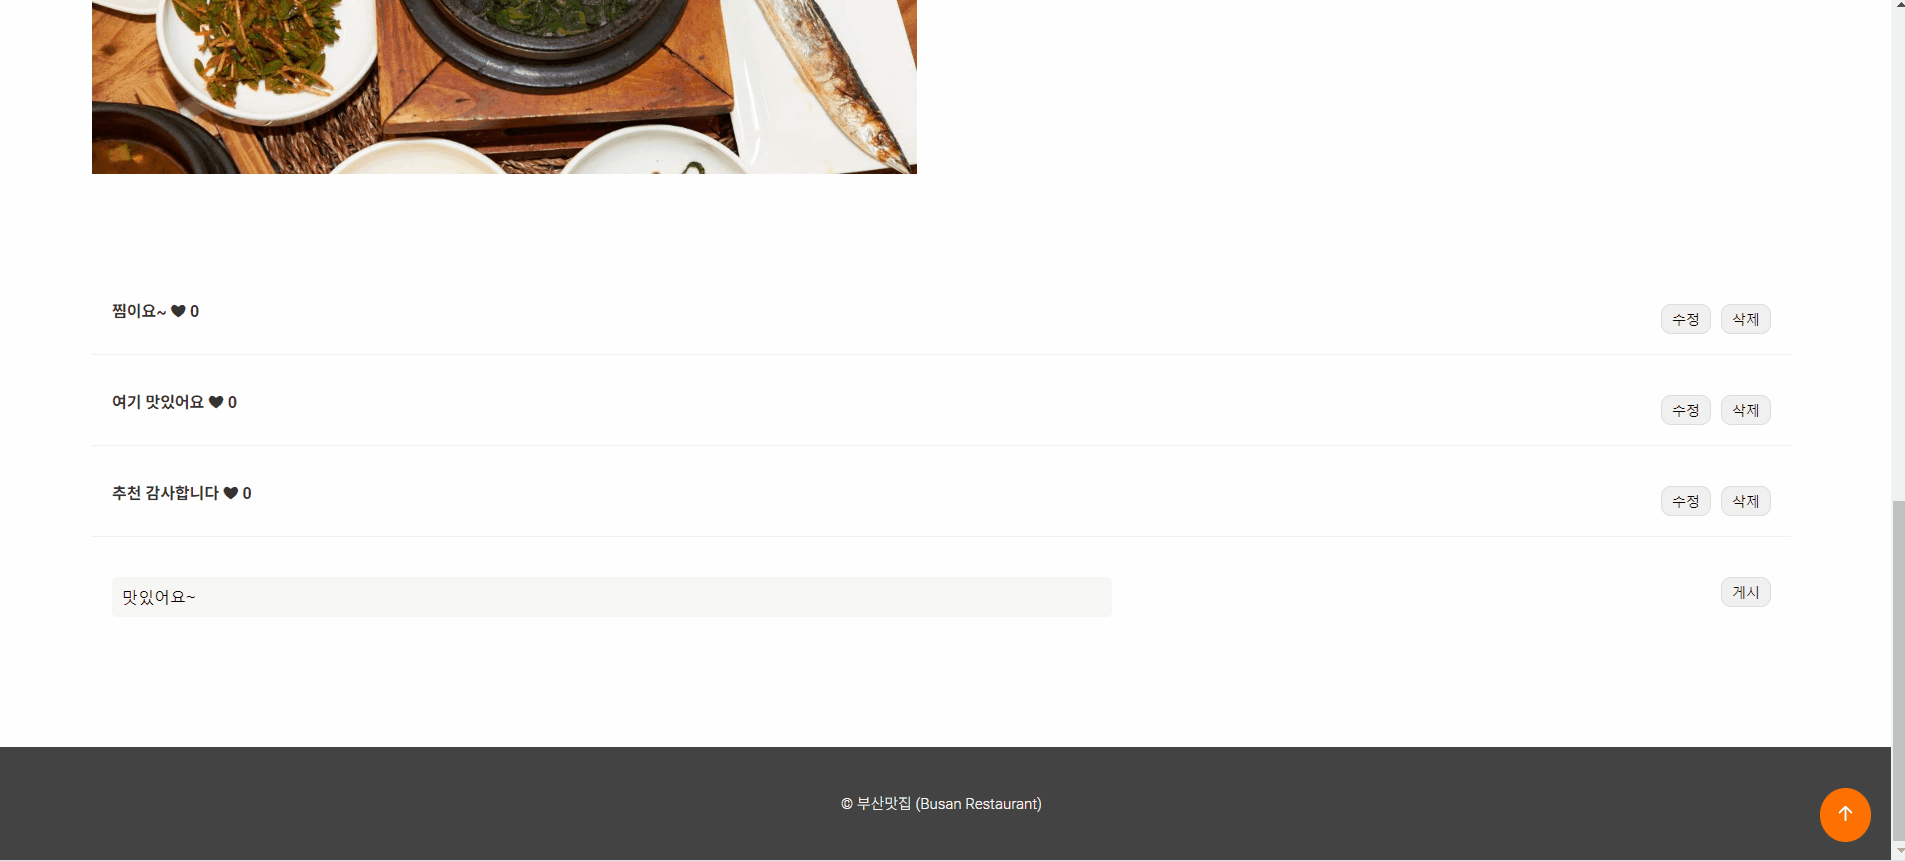 찜이요~ ♥ 0
수정 삭제
여기 맛있어요 ♥ 0
수정 삭제
추천 감사합니다 ♥ 0
수정 삭제
맛있어요~
게시
© 부산맛집 (Busan Restaurant)